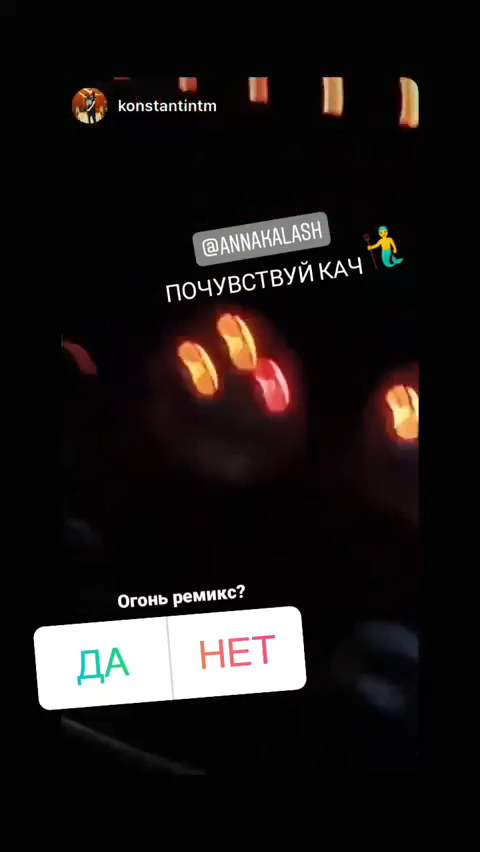 konstantintm
@ANNAKALASH
ПОЧУВСТВУЙ КАЧ
Огонь ремикс?
ДА НЕТ